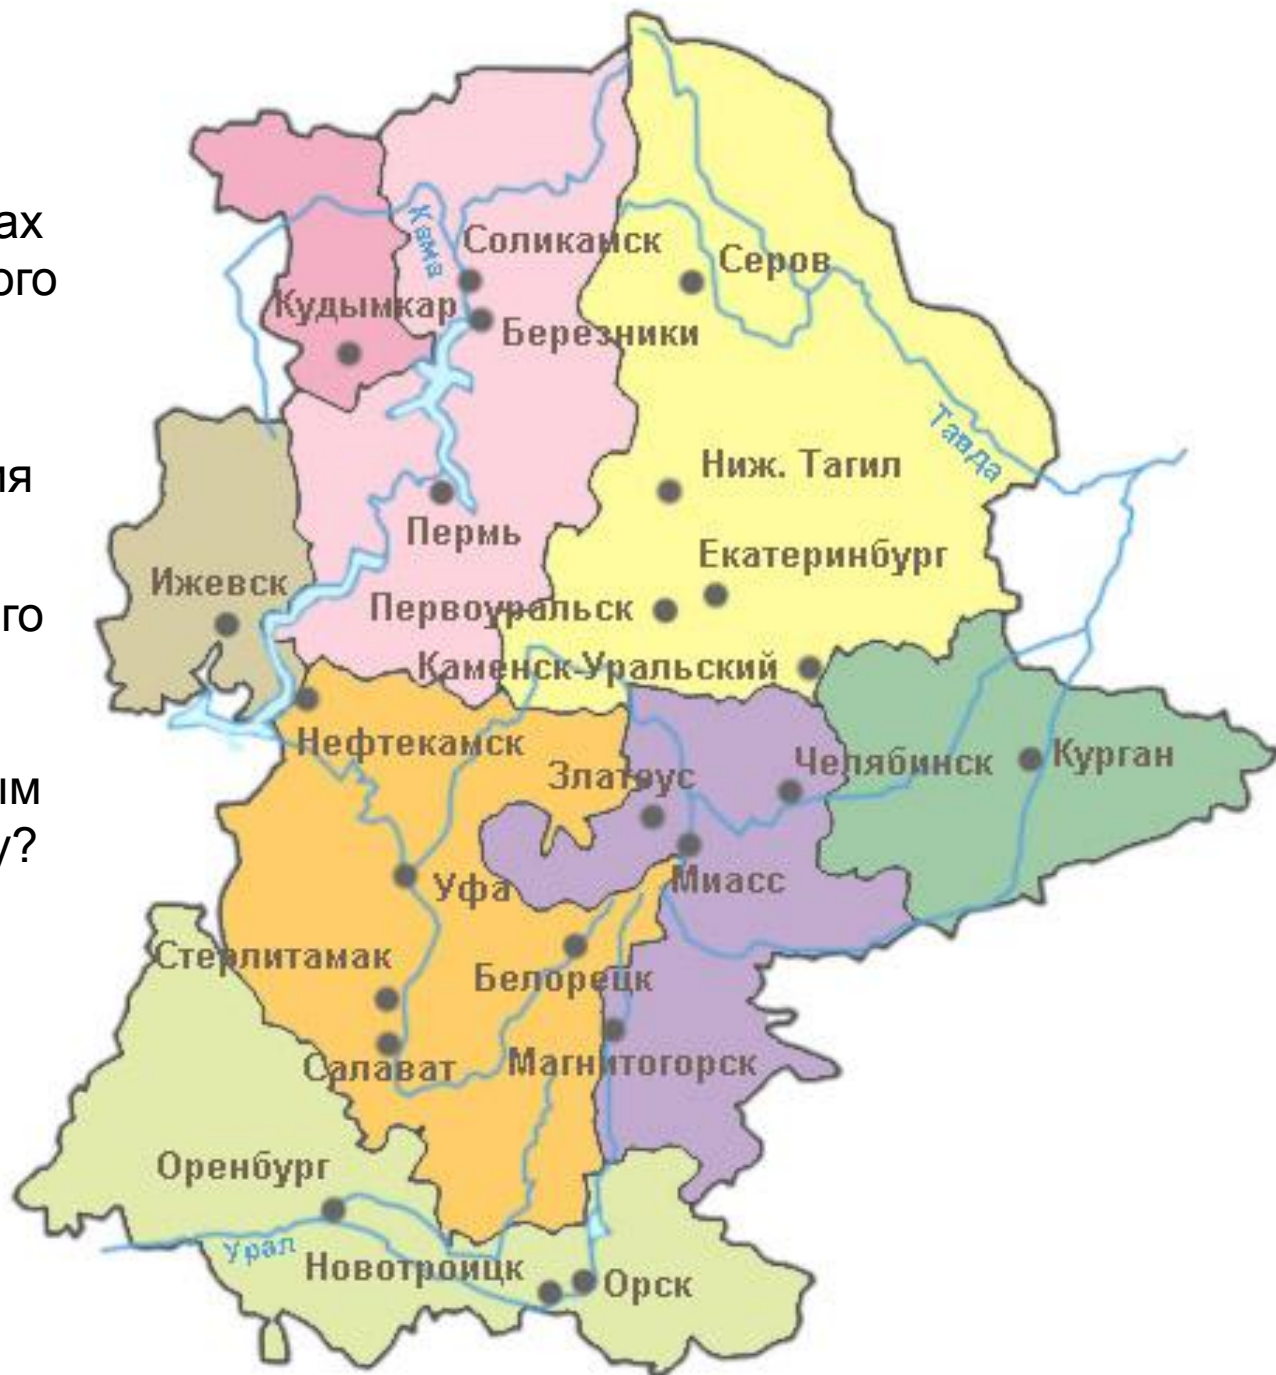 ах
ого
ия
го
ым
у?
Кама
Соликамск
Серов
Кудымкар
Березники
Тавда
Ниж. Тагил
Пермь
Екатеринбург
Ижевск
Первоуральск
Каменск-Уральский
Нефтекамск
Златоус
Челябинск
Курган
Миасс
Уфа
Стерлитамак
Белорецк
Салават
Магнитогорск
Оренбург
Урал
Новотроицк
Орск